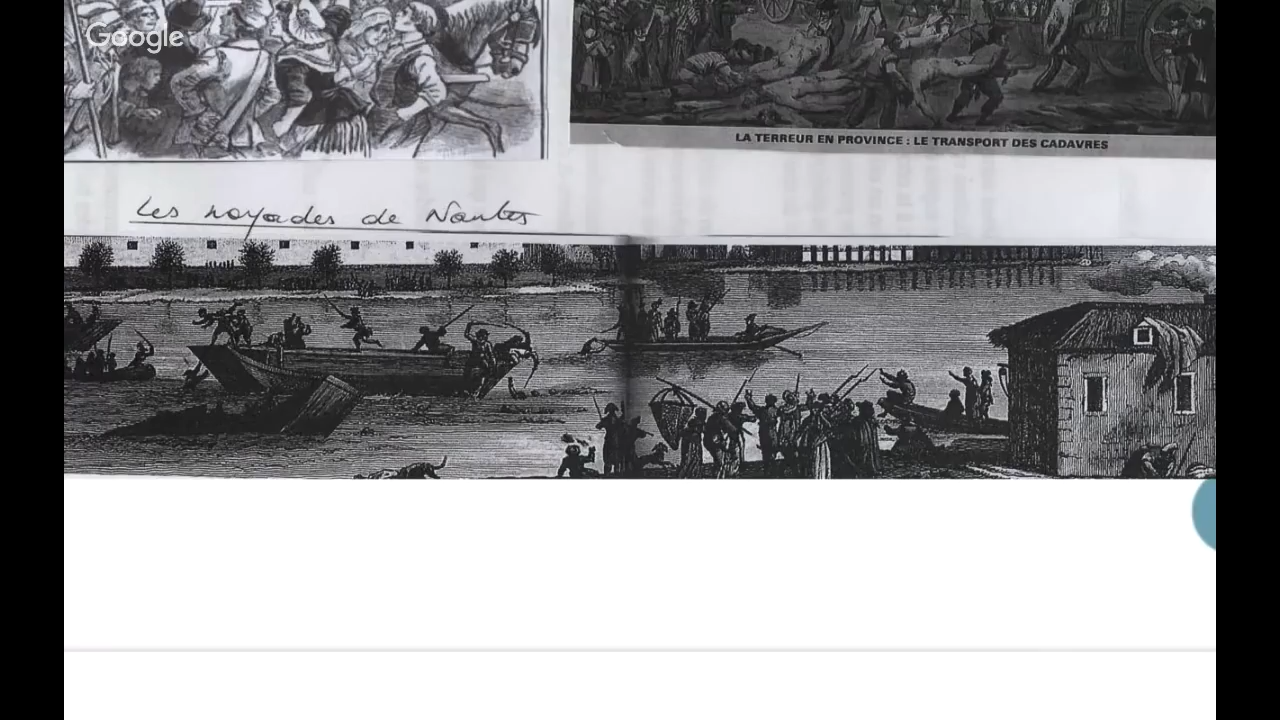 Google
LA TERREUR EN PROVINCE : LE TRANSPORT DES CADAVRES
Les noyades de Nantes